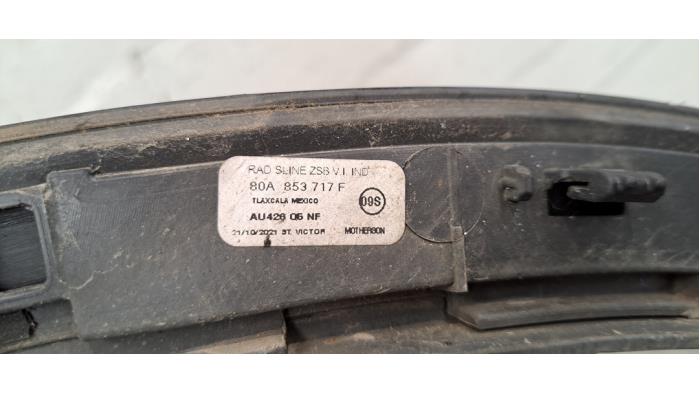 RAD SLINE ZSB V.I. IND
80A 853 717 F
TLAXCALA MEXICO
09S
AU426 05 NF
21/10/2021 ST. VICTOR MOTHERSON